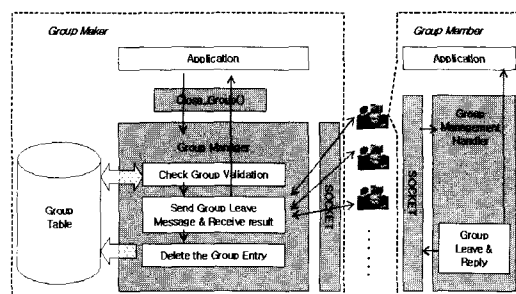 Group Maker
Application
Close_Group()
Group Manager
Check Group Validation
Send Group Leave
Message & Receive result
Delete the Group Entry
Group
Table
SOCKET
Group Member
Application
SOCKET
Group
Management
Handler
Group
Leave &
Reply